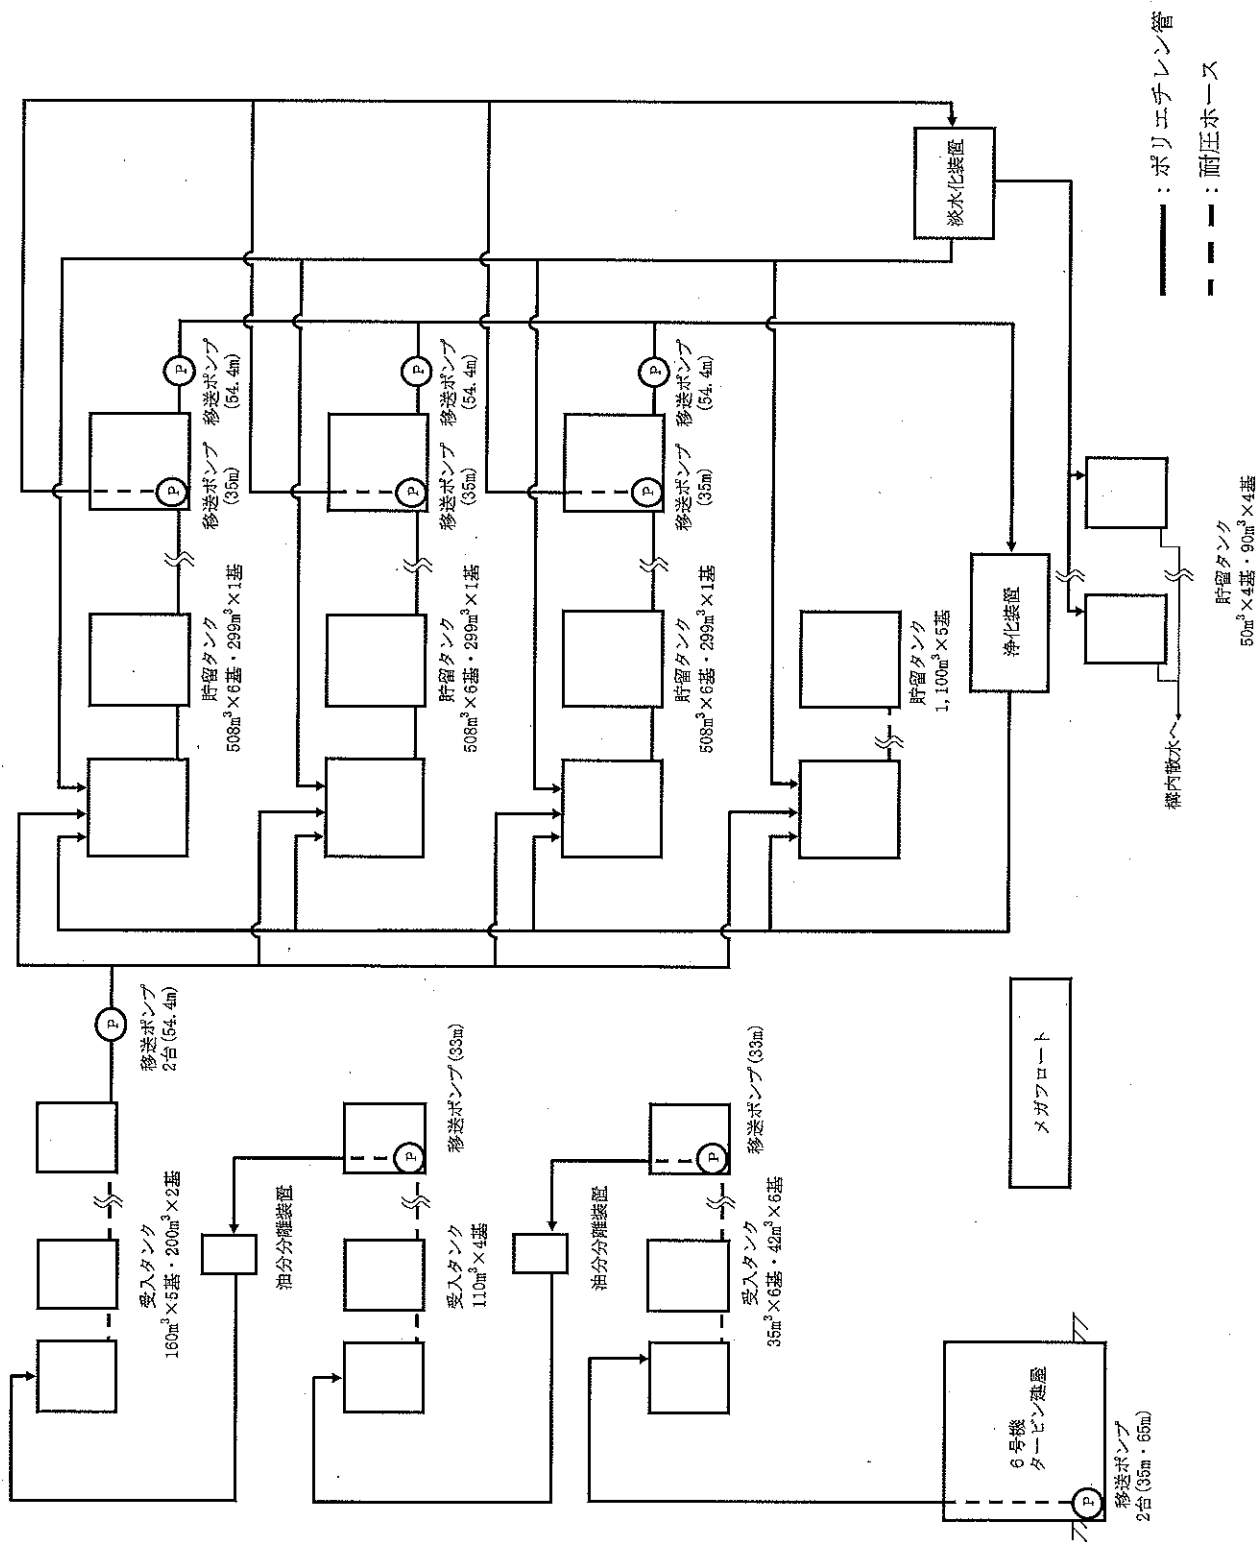 6号機
タービン建屋
移送ポンプ
2台(35m・65m)
受入タンク
160m³×5基・200m³×2基
油分分離装置
受入タンク
110m³×4基
移送ポンプ(33m)
油分分離装置
受入タンク
35m³×6基・42m³×6基
移送ポンプ(33m)
P
P
P
P
移送ポンプ
2台(54.4m)
メガフロート
貯留タンク
508m³×6基・299m³×1基
P
移送ポンプ
(35m)
P
移送ポンプ
(54.4m)
貯留タンク
508m³×6基・299m³×1基
P
移送ポンプ
(35m)
P
移送ポンプ
(54.4m)
貯留タンク
508m³×6基・299m³×1基
P
移送ポンプ
(35m)
P
移送ポンプ
(54.4m)
貯留タンク
1,100m³×5基
浄化装置
淡水化装置
構内散水へ
貯留タンク
50m³×4基・90m³×4基
:ポリエチレン管
:耐圧ホース